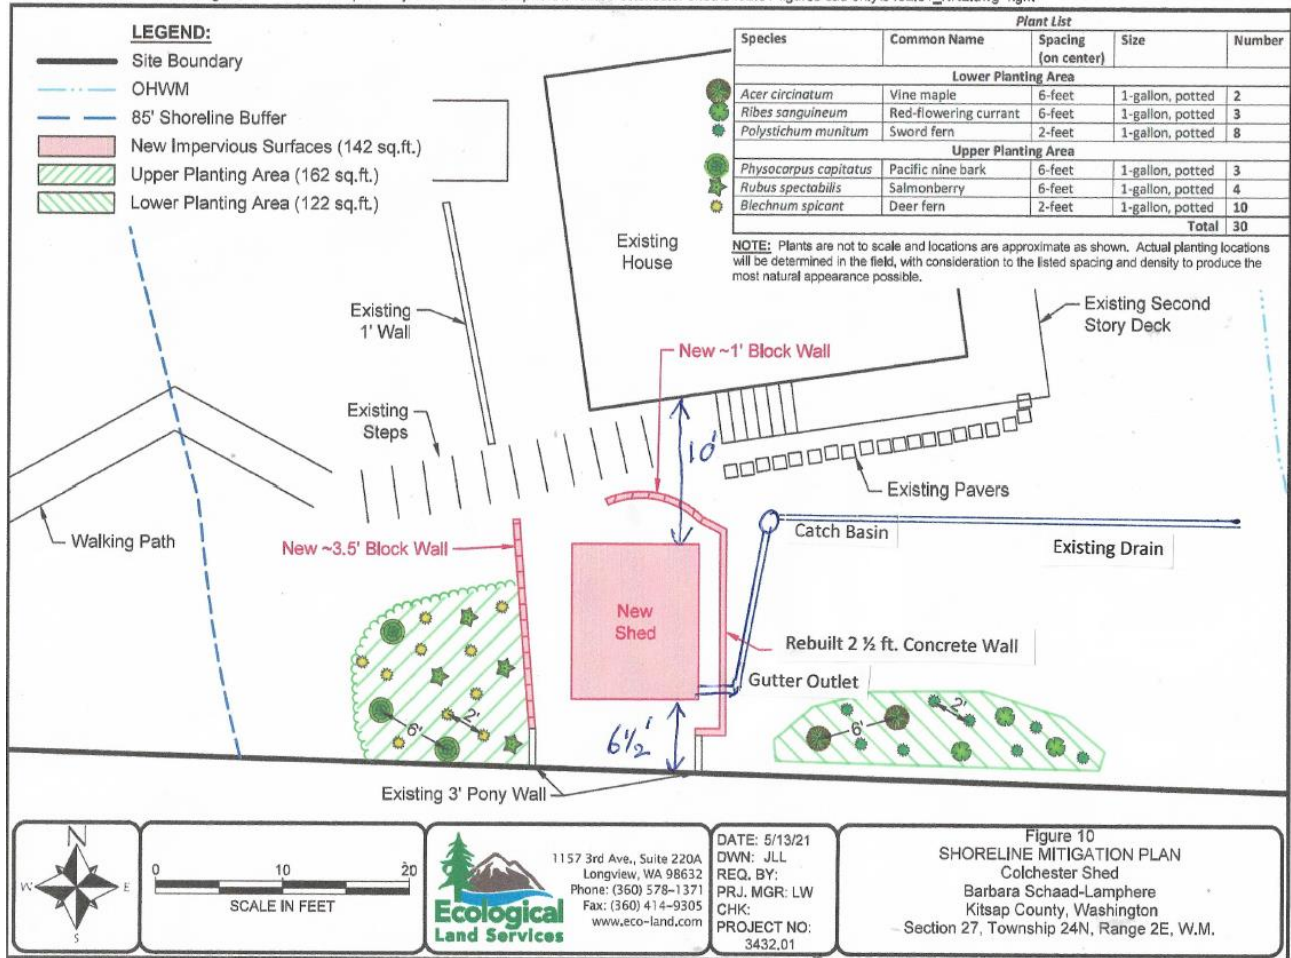 LEGEND:
Site Boundary
OHWM
85' Shoreline Buffer
New Impervious Surfaces (142 sq.ft.)
Upper Planting Area (162 sq.ft.)
Lower Planting Area (122 sq.ft.)
Plant List
Species Common Name Spacing (on center) Size Number
Lower Planting Area
Acer circinatum Vine maple 6-feet 1-gallon, potted 2
Ribes sanguineum Red-flowering currant 6-feet 1-gallon, potted 3
Polystichum munitum Sword fern 2-feet 1-gallon, potted 8
Upper Planting Area
Physocarpus capitatus Pacific nine bark 6-feet 1-gallon, potted 3
Rubus spectabilis Salmonberry 6-feet 1-gallon, potted 4
Blechnum spicant Deer fern 2-feet 1-gallon, potted 10
Total 30
NOTE: Plants are not to scale and locations are approximate as shown. Actual planting locations
will be determined in the field, with consideration to the listed spacing and density to produce the
most natural appearance possible.
Existing
House
Existing
1' Wall
Existing Second
Story Deck
New ~1' Block Wall
Existing
Steps
10'
Existing Pavers
Walking Path
New ~3.5' Block Wall
Catch Basin
Existing Drain
New
Shed
Rebuilt 2 ½ ft. Concrete Wall
Gutter Outlet
6'
2'
6½'
6'
2'
Existing 3' Pony Wall
N
W E
S
0 10 20
SCALE IN FEET
Ecological
Land Services
1157 3rd Ave., Suite 220A
Longview, WA 98632
Phone: (360) 578-1371
Fax: (360) 414-9305
www.eco-land.com
DATE: 5/13/21
DWN: JLL
REQ. BY:
PRJ. MGR: LW
CHK:
PROJECT NO:
3432.01
Figure 10
SHORELINE MITIGATION PLAN
Colchester Shed
Barbara Schaad-Lamphere
Kitsap County, Washington
Section 27, Township 24N, Range 2E, W.M.